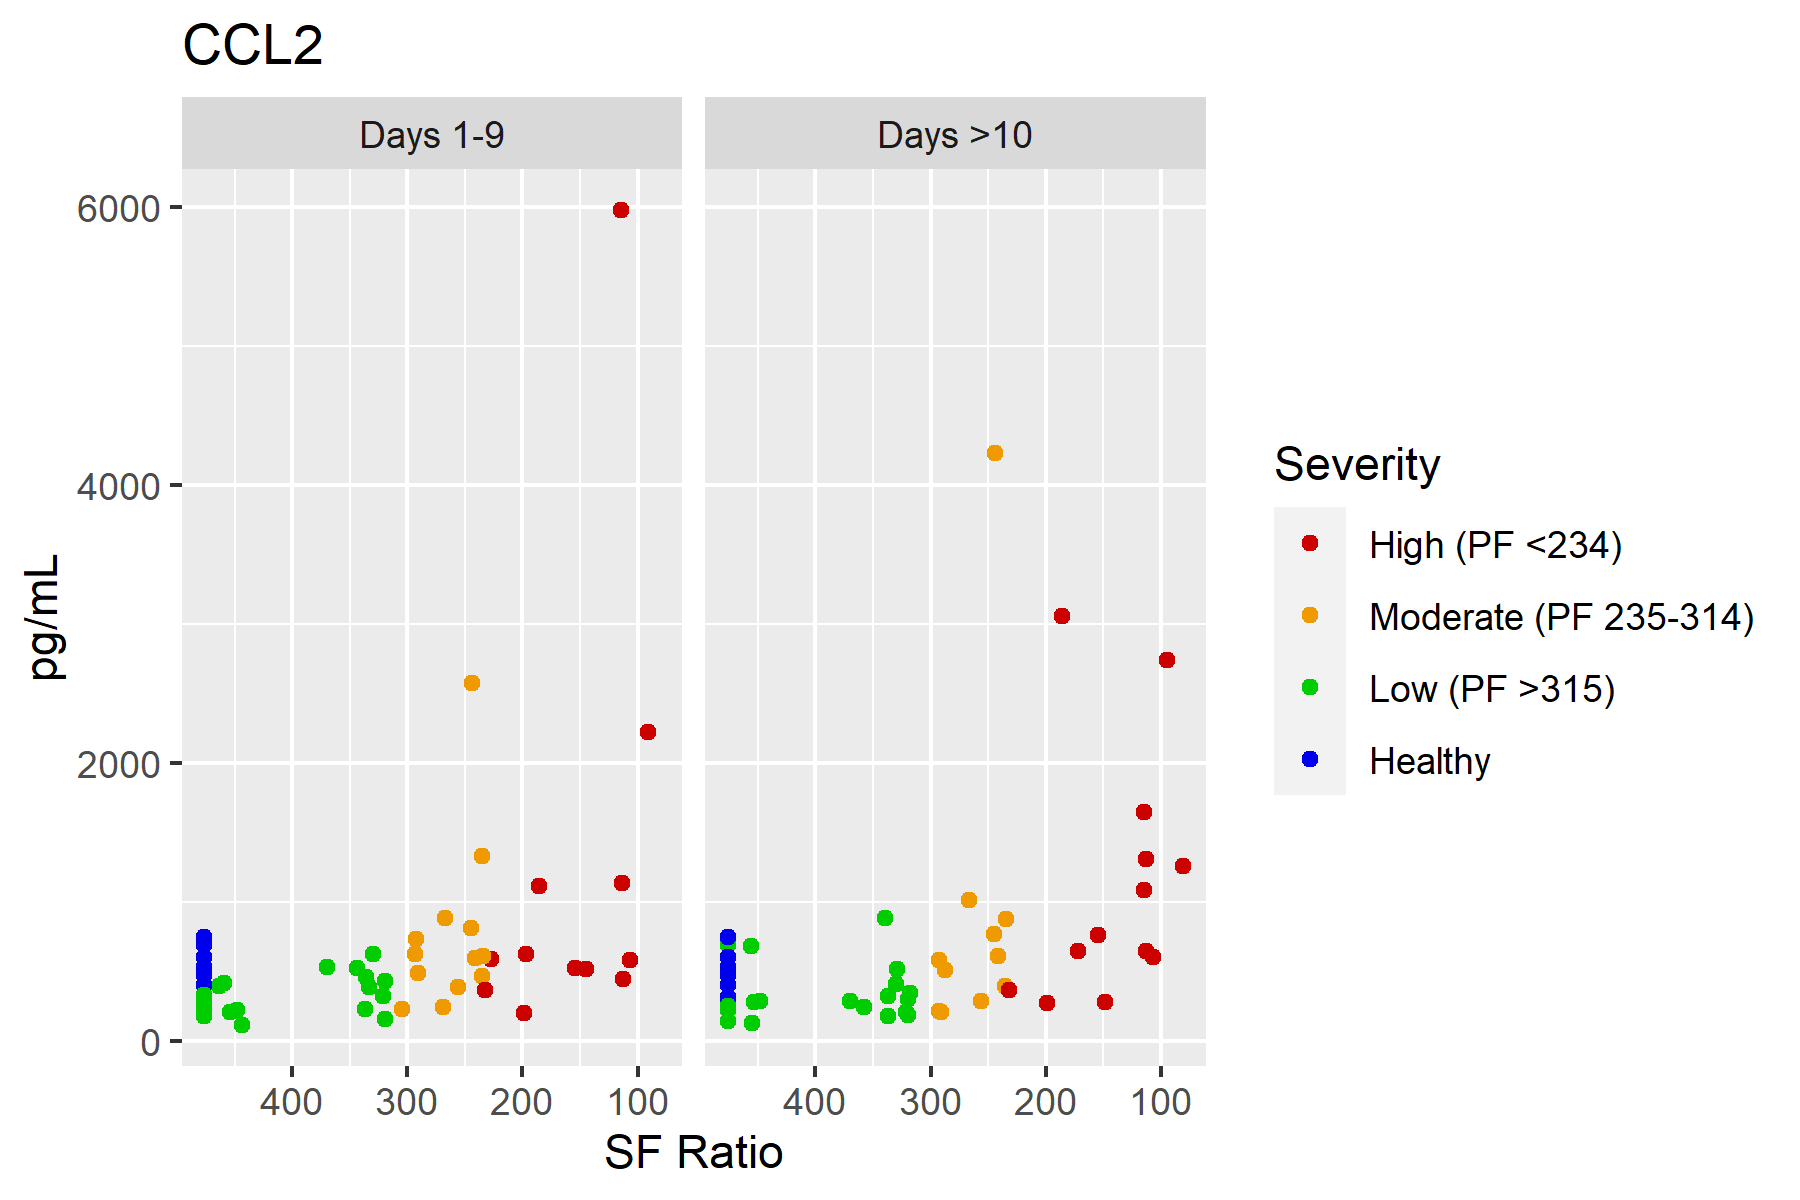 CCL2
Days 1-9
Days >10
6000
4000
2000
0
pg/mL
400 300 200 100
400 300 200 100
SF Ratio
Severity
High (PF <234)
Moderate (PF 235-314)
Low (PF >315)
Healthy